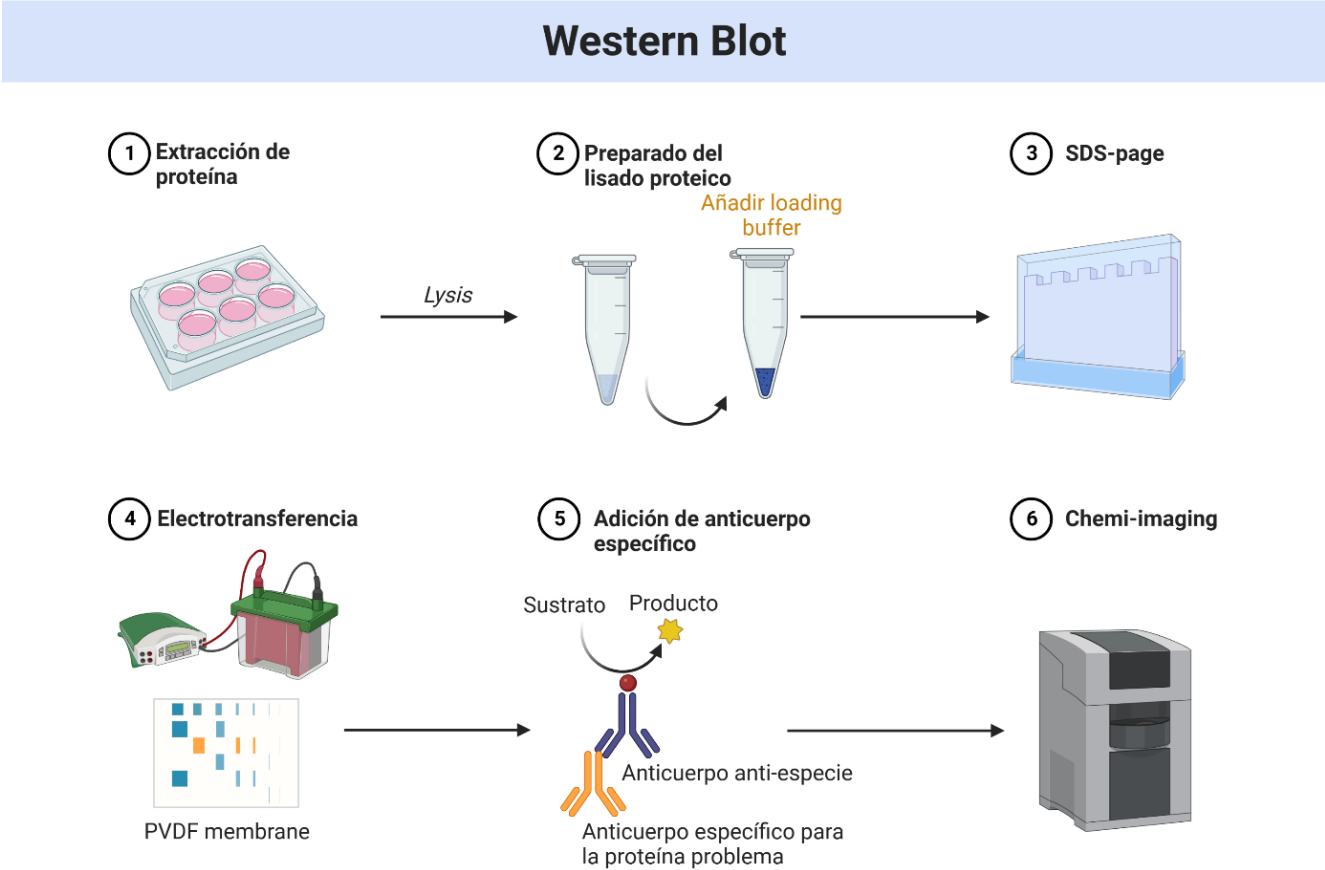 Western Blot
1 Extracción de
proteína
Lysis
2 Preparado del
lisado proteico
Añadir loading
buffer
3 SDS-page
4 Electrotransferencia
PVDF membrane
5 Adición de anticuerpo
específico
Sustrato
Producto
Anticuerpo anti-especie
Anticuerpo específico para
la proteína problema
6 Chemi-imaging